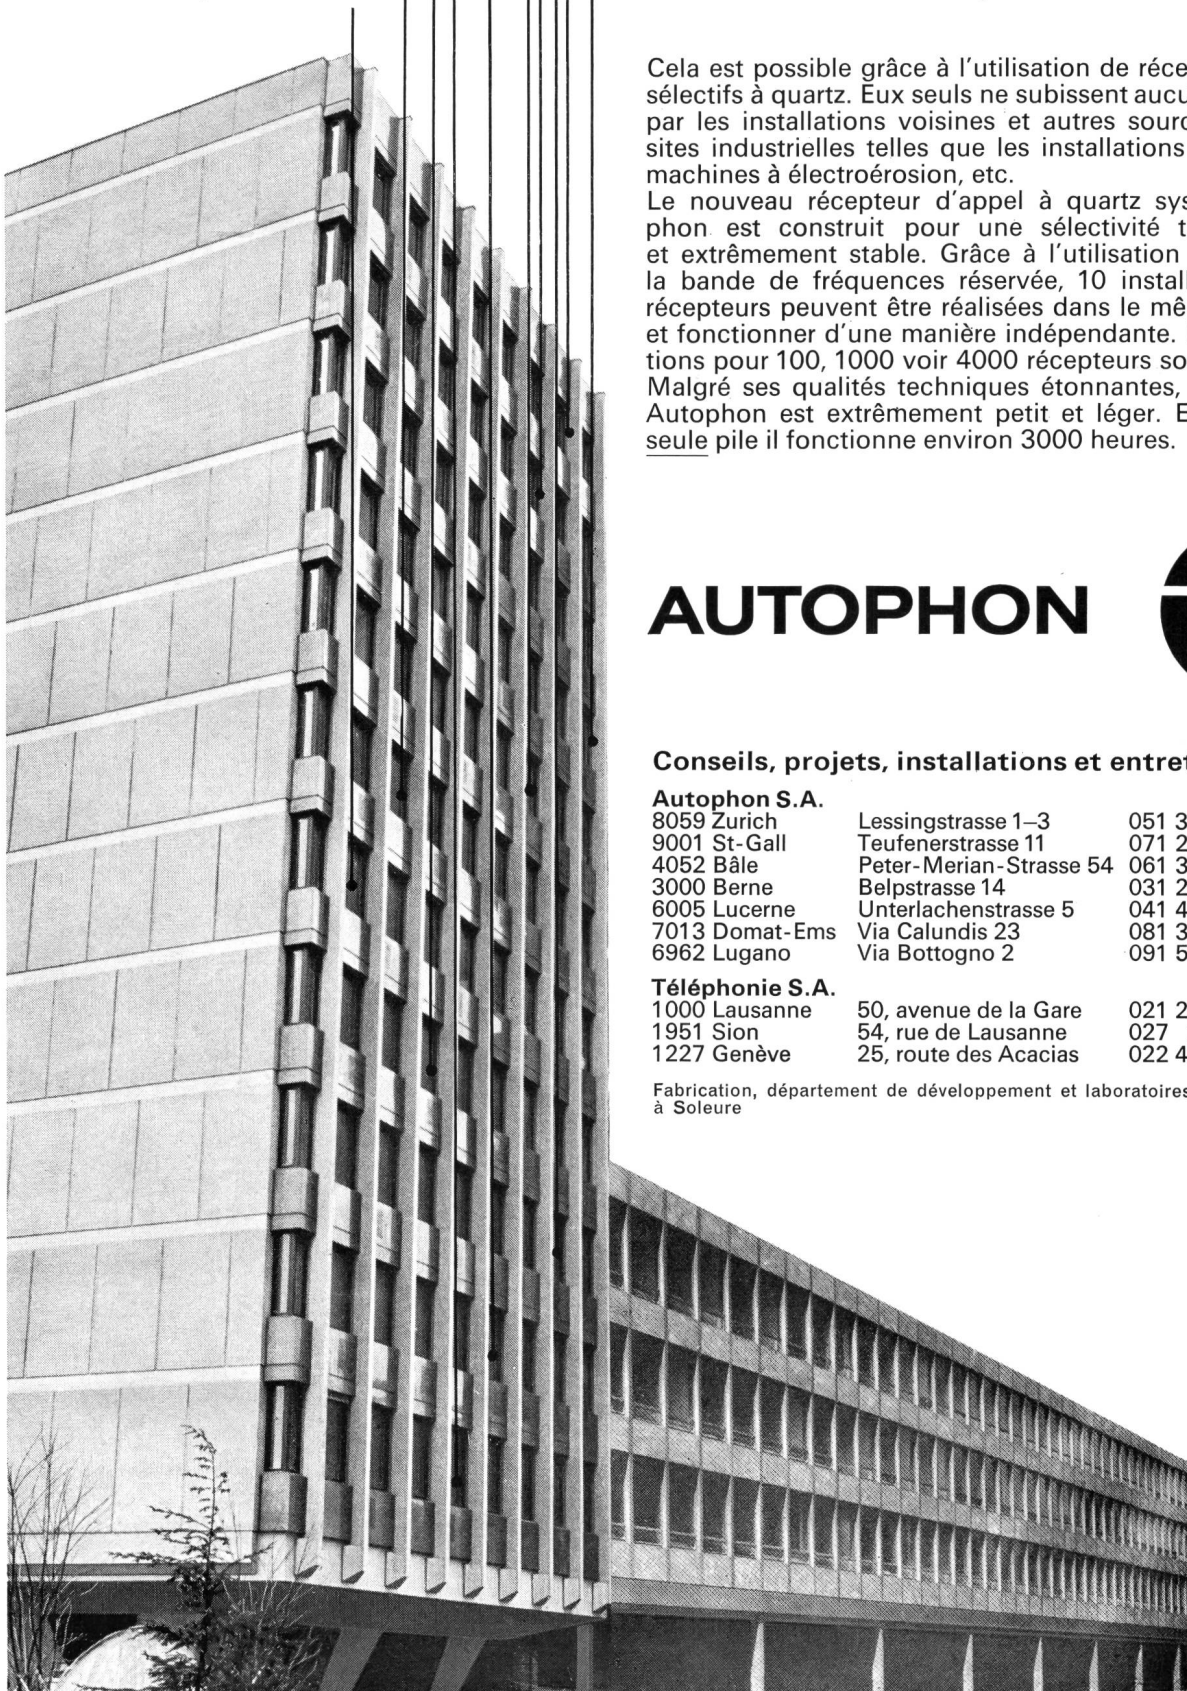 Cela est possible grâce à l'utilisation de réce
sélectifs à quartz. Eux seuls ne subissent aucu
par les installations voisines et autres sourc
sites industrielles telles que les installations
machines à électroérosion, etc.
Le nouveau récepteur d'appel à quartz sys
phon est construit pour une sélectivité t
et extrêmement stable. Grâce à l'utilisation
la bande de fréquences réservée, 10 install
récepteurs peuvent être réalisées dans le mê
et fonctionner d'une manière indépendante.
tions pour 100, 1000 voir 4000 récepteurs so
Malgré ses qualités techniques étonnantes,
Autophon est extrêmement petit et léger. E
seule pile il fonctionne environ 3000 heures.
AUTOPHON
Conseils, projets, installations et entret
Autophon S.A.
8059 Zurich Lessingstrasse 1–3 051 3
9001 St-Gall Teufenerstrasse 11 071 2
4052 Bâle Peter-Merian-Strasse 54 061 3
3000 Berne Belpstrasse 14 031 2
6005 Lucerne Unterlachenstrasse 5 041 4
7013 Domat-Ems Via Calundis 23 081 3
6962 Lugano Via Bottogno 2 091 5
Téléphonie S.A.
1000 Lausanne 50, avenue de la Gare 021 2
1951 Sion 54, rue de Lausanne 027
1227 Genève 25, route des Acacias 022 4
Fabrication, département de développement et laboratoires
à Soleure